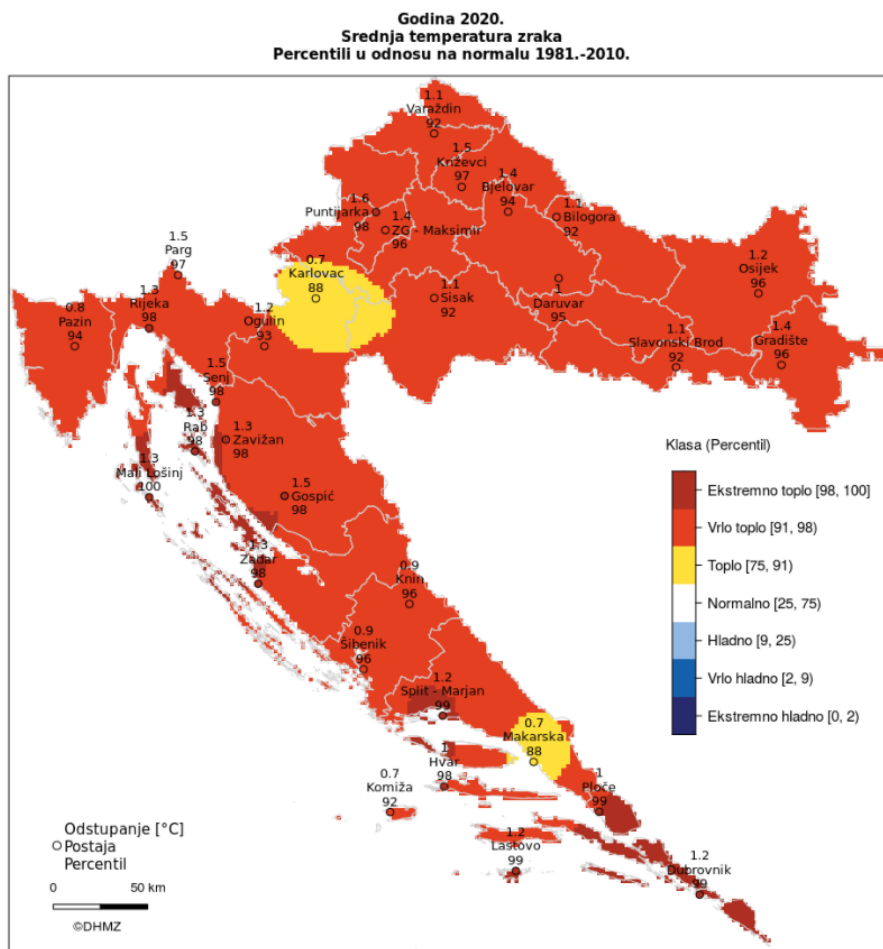 Godina 2020.
Srednja temperatura zraka
Percentili u odnosu na normalu 1981.-2010.
1.1
Varaždin
92
1.5
Križevci
97
1.4
Bjelovar
94
1.6
Puntijarka
98
1.4
ZG - Maksimir
96
1.1
Bilogora
92
1.5
Parg
97
0.7
Karlovac
88
1.1
Sisak
92
1
Daruvar
95
1.2
Osijek
96
1.3
Rijeka
98
0.8
Pazin
94
1.2
Ogulin
93
1.1
Slavonski Brod
92
1.4
Gradište
96
1.5
Senj
98
1.3
Rab
98
1.3
Zavižan
98
1.3
Mali Lošinj
100
1.5
Gospić
98
1.3
Zadar
98
0.9
Knin
96
0.9
Šibenik
96
1.2
Split - Marjan
99
0.7
Makarska
88
1
Hvar
98
0.7
Komiža
92
1
Ploče
99
1.2
Lastovo
99
1.2
Dubrovnik
99
Klasa (Percentil)
Ekstremno toplo [98, 100]
Vrlo toplo [91, 98)
Toplo [75, 91)
Normalno [25, 75)
Hladno [9, 25)
Vrlo hladno [2, 9)
Ekstremno hladno [0, 2)
Odstupanje [°C]
Postaja
Percentil
0 50 km
©DHMZ